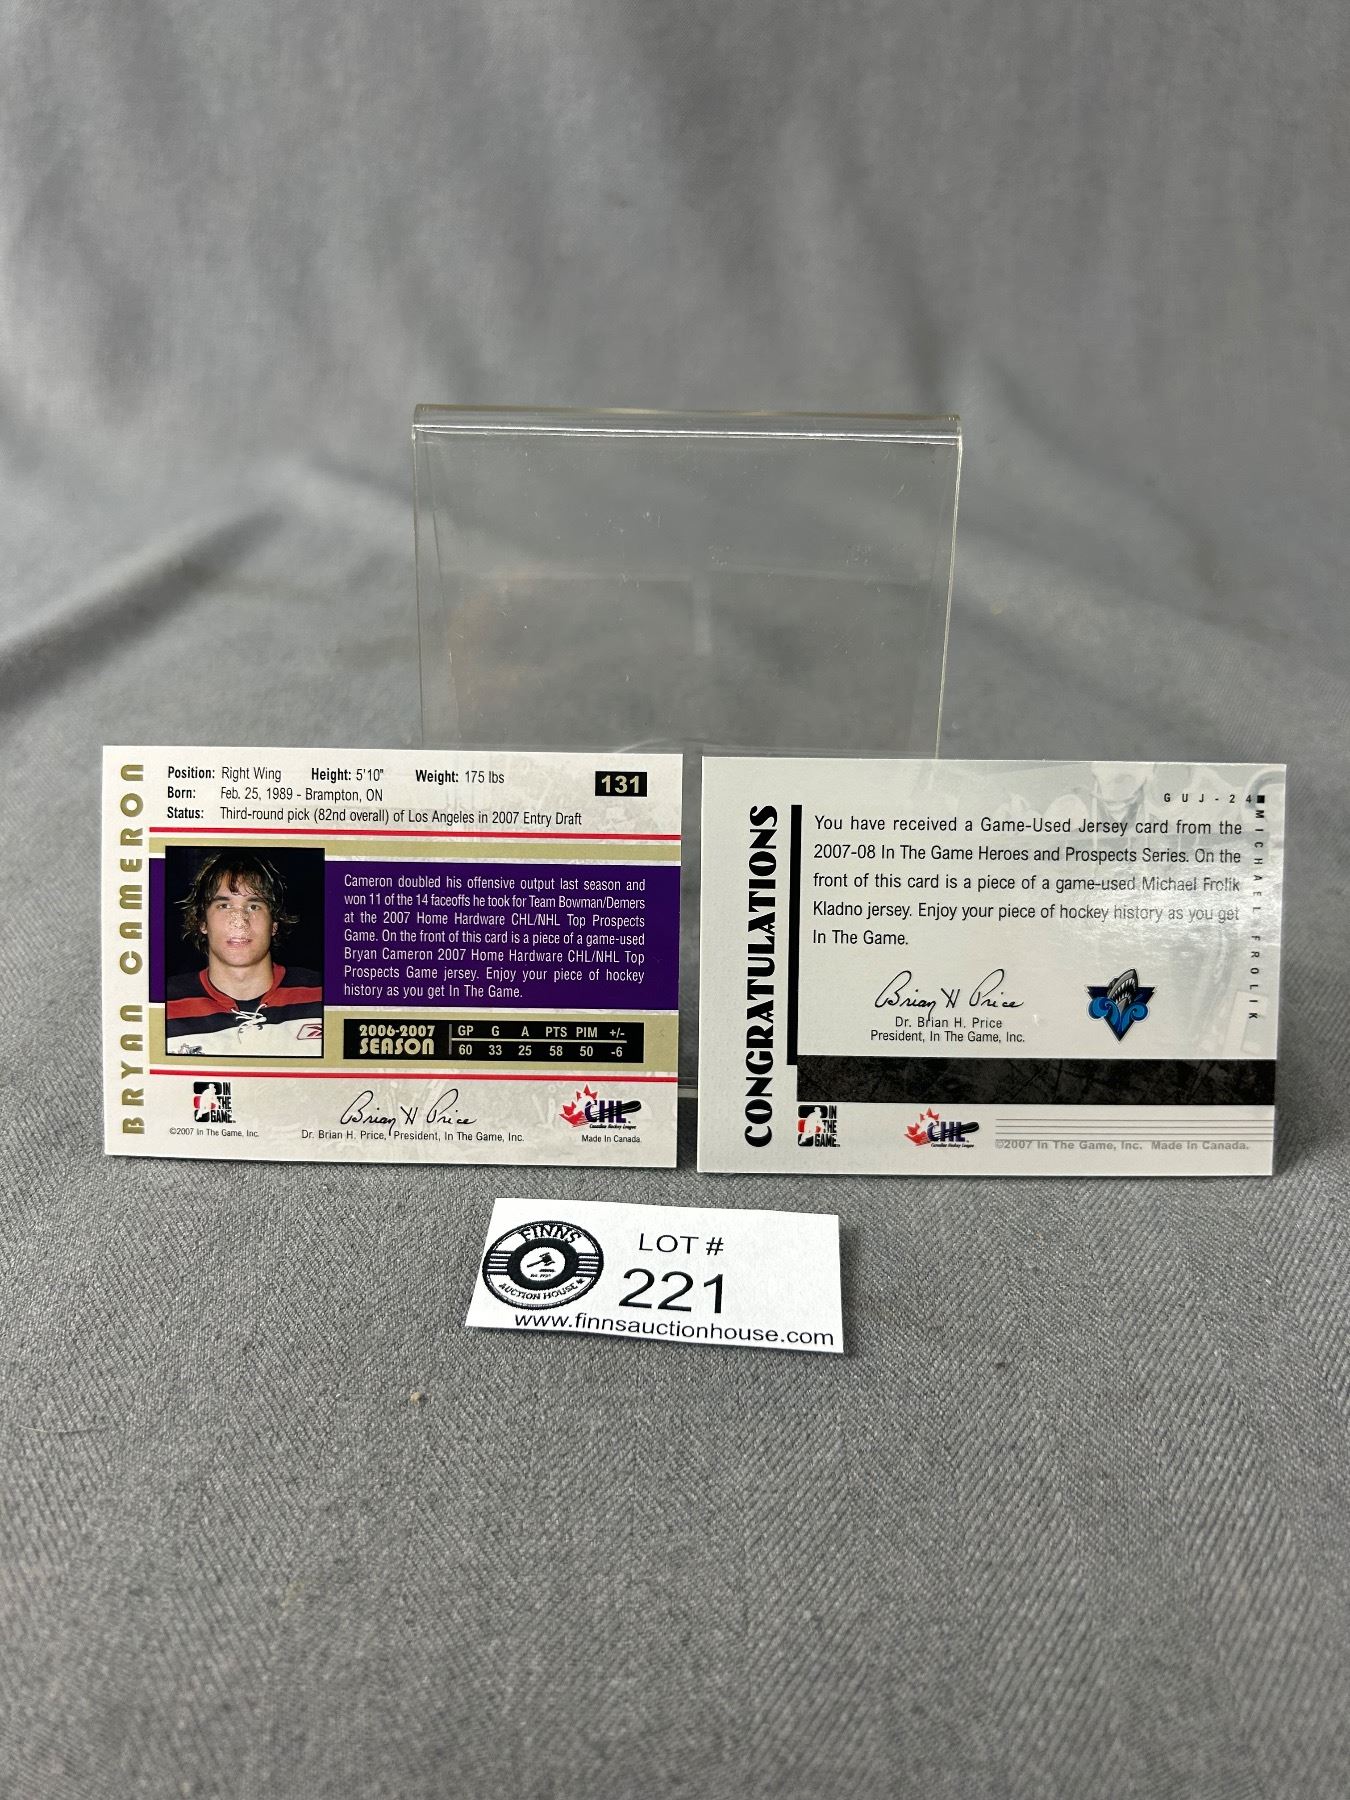 BRYAN CAMERON
Position: Right Wing Height: 5'10" Weight: 175 lbs
131
Born: Feb. 25, 1989 - Brampton, ON
Status: Third-round pick (82nd overall) of Los Angeles in 2007 Entry Draft
Cameron doubled his offensive output last season and
won 11 of the 14 faceoffs he took for Team Bowman/Demers
at the 2007 Home Hardware CHL/NHL Top Prospects
Game. On the front of this card is a piece of a game-used
Bryan Cameron 2007 Home Hardware CHL/NHL Top
Prospects Game jersey. Enjoy your piece of hockey
history as you get In The Game.
2006-2007
SEASON
GP G A PTS PIM +/-
60 33 25 58 50 -6
IN
THE
GAME
©2007 In The Game, Inc.
Brian H Price
Dr. Brian H. Price, President, In The Game, Inc.
CHL
Made In Canada.
CONGRATULATIONS
GUJ-24
MICHAEL FROLIK
You have received a Game-Used Jersey card from the
2007-08 In The Game Heroes and Prospects Series. On the
front of this card is a piece of a game-used Michael Frolik
Kladno jersey. Enjoy your piece of hockey history as you get
In The Game.
Brian H Price
Dr. Brian H. Price
President, In The Game, Inc.
IN
THE
GAME
CHL
Canadian Hockey League
©2007 In The Game, Inc. Made In Canada.
FINNS
AUCTION HOUSE
LOT #
221
www.finnsauctionhouse.com